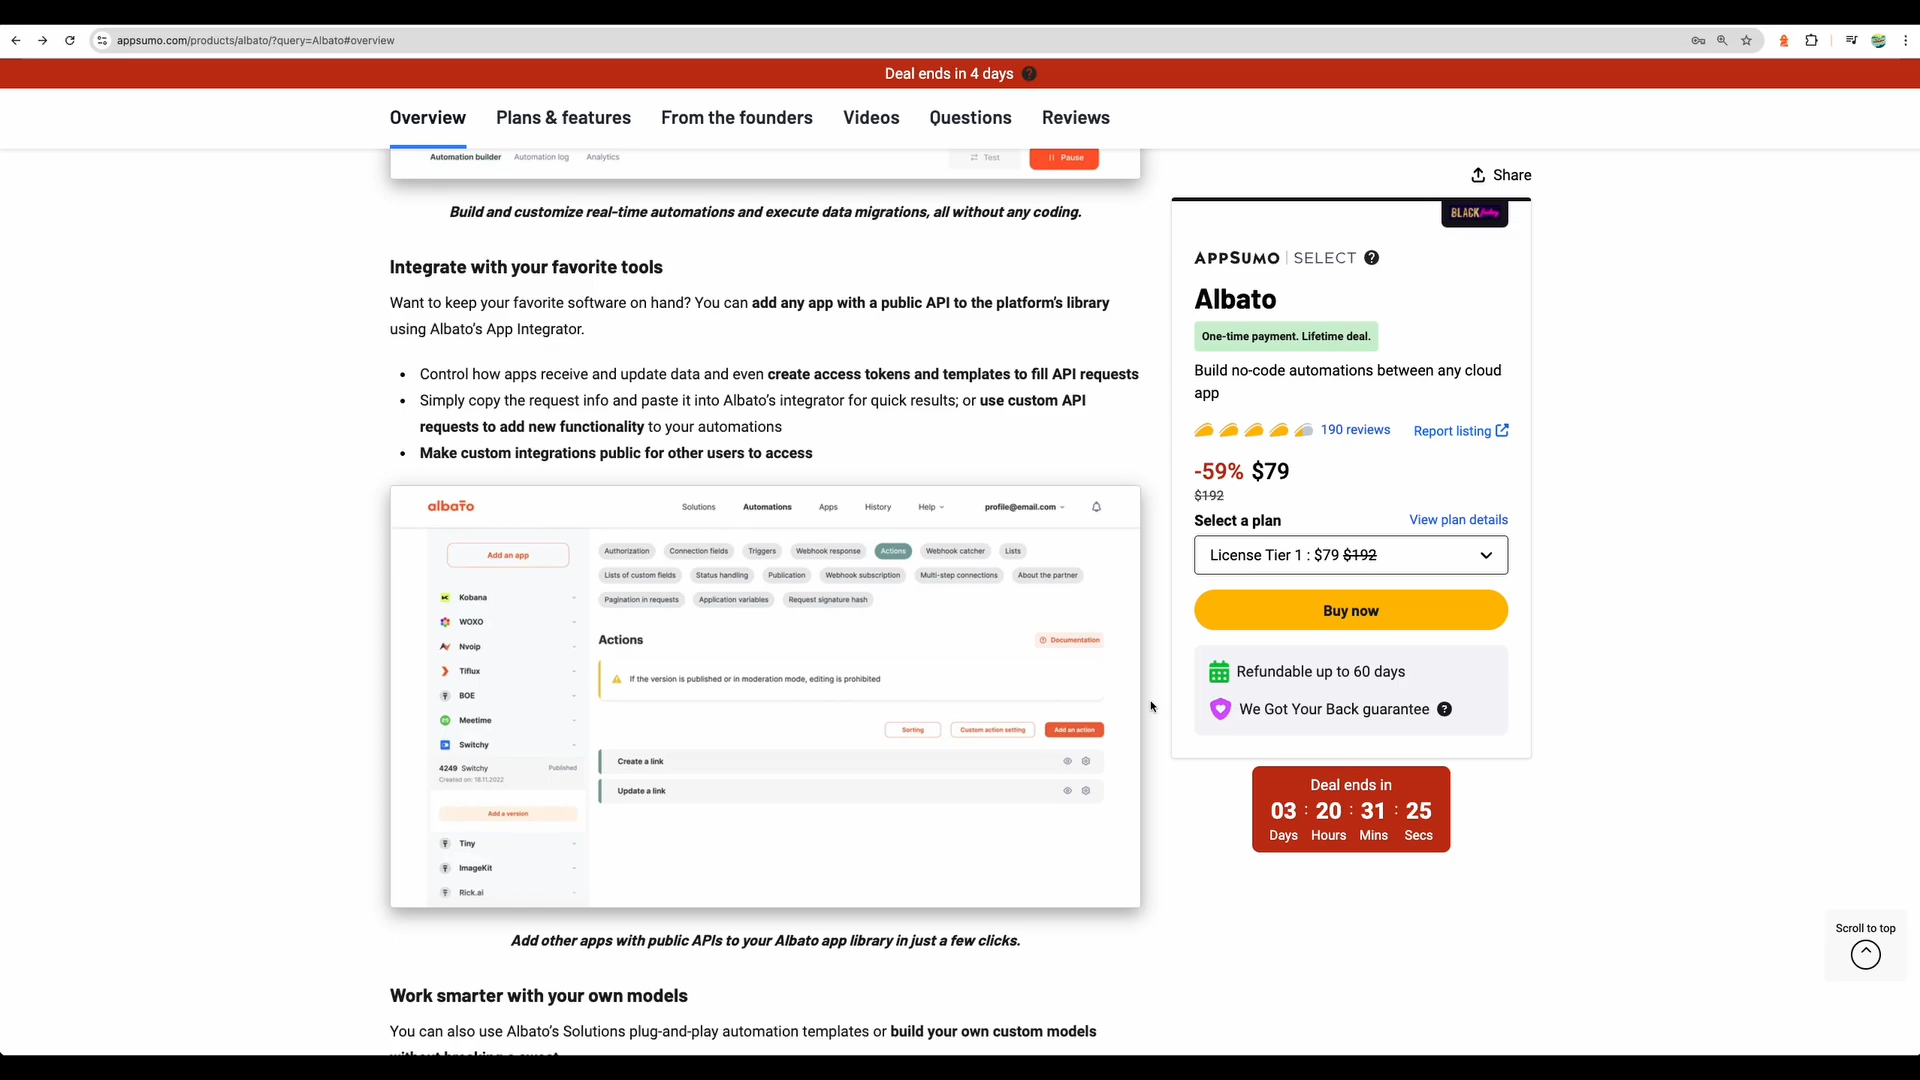 appsumo.com/products/albato/?query=Albato#overview
Deal ends in 4 days ?
Overview Plans & features From the founders Videos Questions Reviews
Automation builder Automation log Analytics Test Pause
Build and customize real-time automations and execute data migrations, all without any coding.
Integrate with your favorite tools
Want to keep your favorite software on hand? You can add any app with a public API to the platform's library
using Albato's App Integrator.
• Control how apps receive and update data and even create access tokens and templates to fill API requests
• Simply copy the request info and paste it into Albato's integrator for quick results; or use custom API
requests to add new functionality to your automations
• Make custom integrations public for other users to access
albato Solutions Automations Apps History Help profile@email.com
Add an app
Kobana
WOXO
Nvoip
Tiflux
BOE
Meetime
Switchy
4249 Switchy Published
Created on: 18.11.2022
Add a version
Tiny
ImageKit
Rick.ai
Authorization Connection fields Triggers Webhook response Actions Webhook catcher Lists
Lists of custom fields Status handling Publication Webhook subscription Multi-step connections About the partner
Pagination in requests Application variables Request signature hash
Actions Documentation
If the version is published or in moderation mode, editing is prohibited
Sorting Custom action setting Add an action
Create a link
Update a link
Add other apps with public APIs to your Albato app library in just a few clicks.
Work smarter with your own models
You can also use Albato's Solutions plug-and-play automation templates or build your own custom models
without breaking a sweat
Share
BLACK friday
APPSUMO | SELECT ?
Albato
One-time payment. Lifetime deal.
Build no-code automations between any cloud
app
190 reviews Report listing
-59% $79
$192
Select a plan View plan details
License Tier 1 : $79 $192
Buy now
Refundable up to 60 days
We Got Your Back guarantee ?
Deal ends in
03 : 20 : 31 : 25
Days Hours Mins Secs
Scroll to top